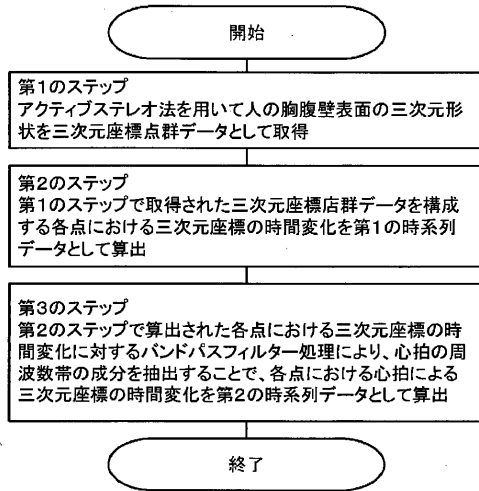 開始
第1のステップ
アクティブステレオ法を用いて人の胸腹壁表面の三次元形
状を三次元座標点群データとして取得
第2のステップ
第1のステップで取得された三次元座標店群データを構成
する各点における三次元座標の時間変化を第1の時系列
データとして算出
第3のステップ
第2のステップで算出された各点における三次元座標の時
間変化に対するバンドパスフィルター処理により、心拍の周
波数帯の成分を抽出することで、各点における心拍による
三次元座標の時間変化を第2の時系列データとして算出
終了